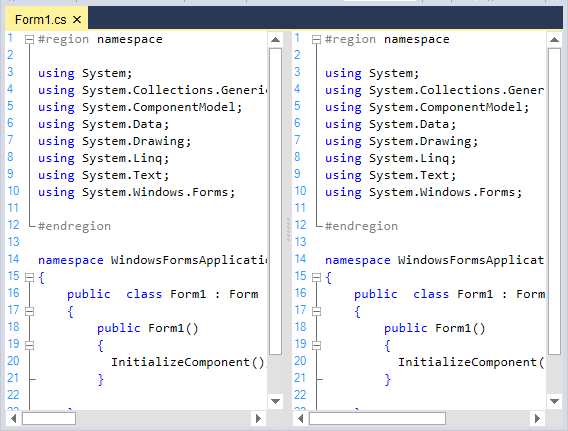 Form1.cs ×
1 #region namespace
2
3 using System;
4 using System.Collections.Generic
5 using System.ComponentModel;
6 using System.Data;
7 using System.Drawing;
8 using System.Linq;
9 using System.Text;
10 using System.Windows.Forms;
11
12 #endregion
13
14 namespace WindowsFormsApplicatio
15 {
16 public  class Form1 : Form
17 {
18 public Form1()
19 {
20 InitializeComponent()
21 }
22
23 }
1 #region namespace
2
3 using System;
4 using System.Collections.Gener
5 using System.ComponentModel;
6 using System.Data;
7 using System.Drawing;
8 using System.Linq;
9 using System.Text;
10 using System.Windows.Forms;
11
12 #endregion
13
14 namespace WindowsFormsApplicat
15 {
16 public  class Form1 : Form
17 {
18 public Form1()
19 {
20 InitializeComponent(
21 }
22
23 }